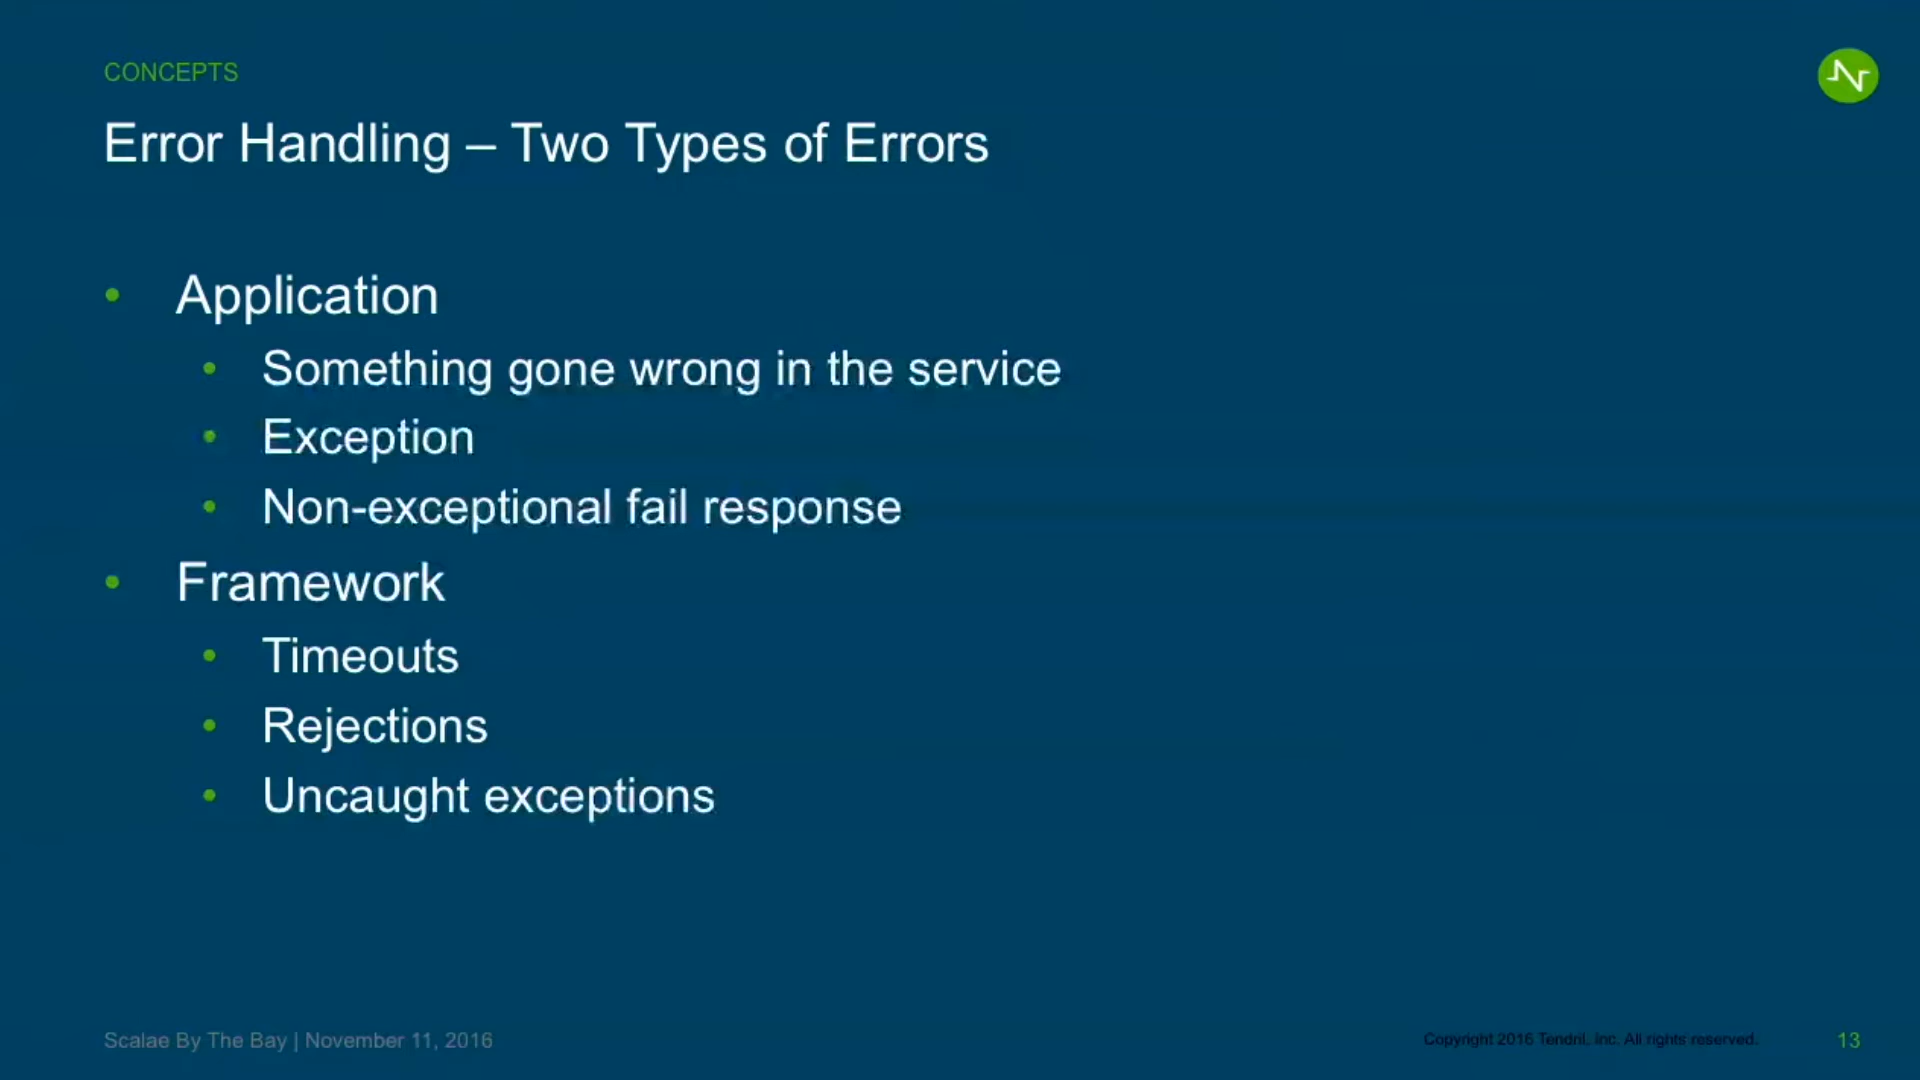 CONCEPTS
Error Handling – Two Types of Errors
• Application
• Something gone wrong in the service
• Exception
• Non-exceptional fail response
• Framework
• Timeouts
• Rejections
• Uncaught exceptions
Scalae By The Bay | November 11, 2016
Copyright 2016 Tendril, Inc. All rights reserved.
13